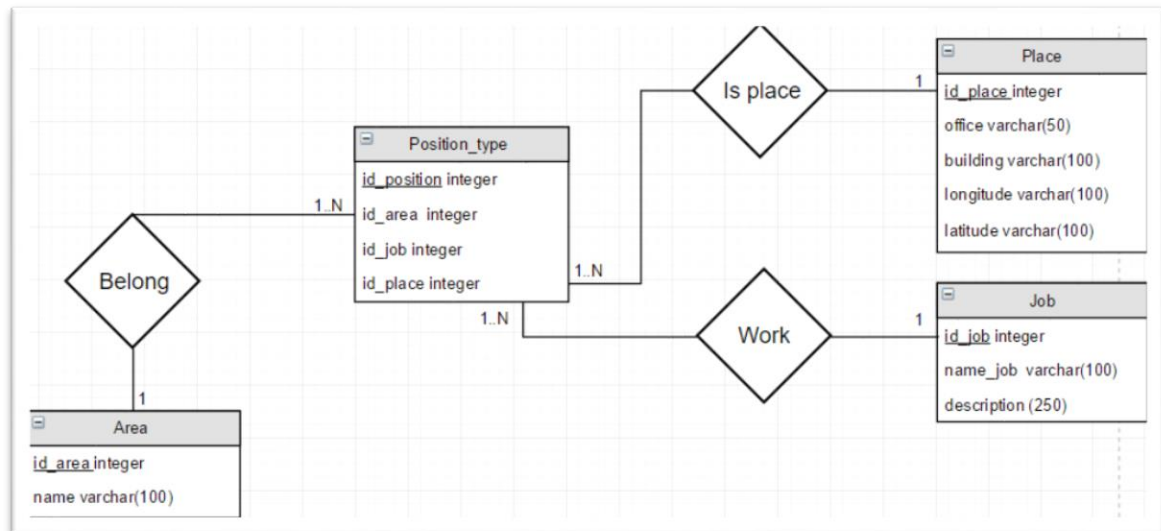 Is place
1
Place
id_place integer
office varchar(50)
building varchar(100)
longitude varchar(100)
latitude varchar(100)
Position_type
id_position integer
id_area integer
id_job integer
id_place integer
1..N
1..N
1..N
Belong
1
Area
id_area integer
name varchar(100)
Work
1
Job
id_job integer
name_job varchar(100)
description (250)